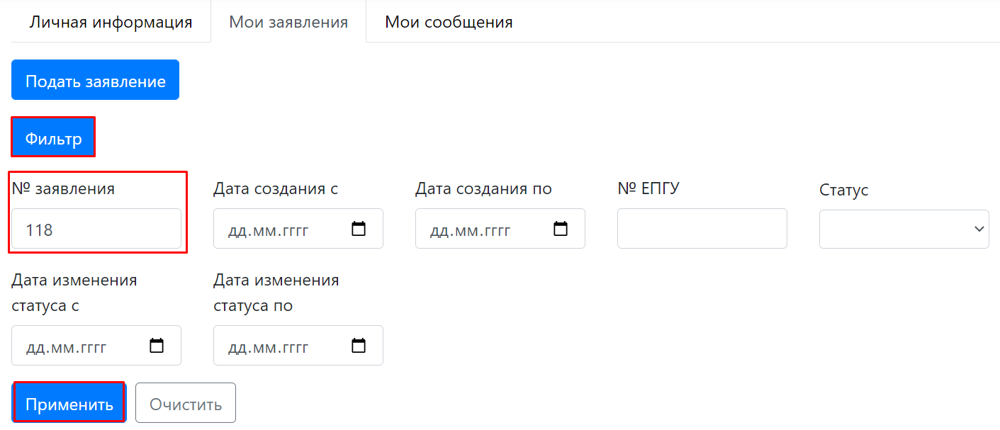 Личная информация
Мои заявления
Мои сообщения
Подать заявление
Фильтр
№ заявления
Дата создания с
Дата создания по
№ ЕПГУ
Статус
118
дд.мм.гггг
дд.мм.гггг
Дата изменения
статуса с
Дата изменения
статуса по
дд.мм.гггг
дд.мм.гггг
Применить
Очистить